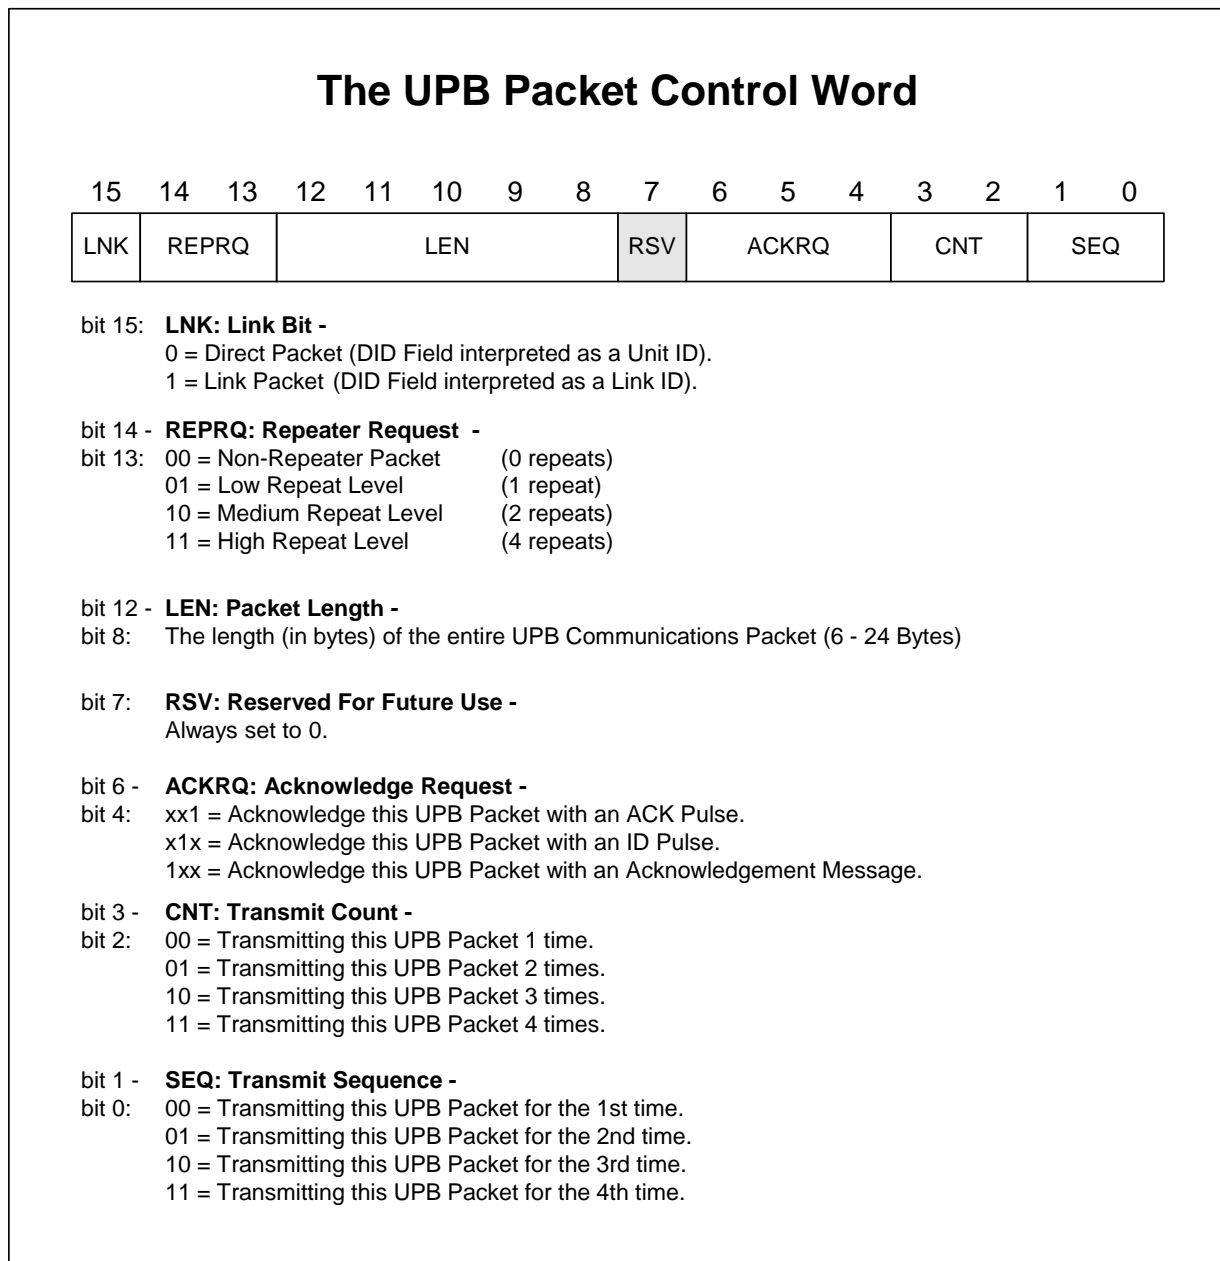 The UPB Packet Control Word
15 14 13 12 11 10 9 8 7 6 5 4 3 2 1 0
LNK REPRQ LEN RSV ACKRQ CNT SEQ
bit 15: LNK: Link Bit -
0 = Direct Packet (DID Field interpreted as a Unit ID).
1 = Link Packet (DID Field interpreted as a Link ID).
bit 14 - REPRQ: Repeater Request -
bit 13: 00 = Non-Repeater Packet (0 repeats)
01 = Low Repeat Level (1 repeat)
10 = Medium Repeat Level (2 repeats)
11 = High Repeat Level (4 repeats)
bit 12 - LEN: Packet Length -
bit 8: The length (in bytes) of the entire UPB Communications Packet (6 - 24 Bytes)
bit 7: RSV: Reserved For Future Use -
Always set to 0.
bit 6 - ACKRQ: Acknowledge Request -
bit 4: xx1 = Acknowledge this UPB Packet with an ACK Pulse.
x1x = Acknowledge this UPB Packet with an ID Pulse.
1xx = Acknowledge this UPB Packet with an Acknowledgement Message.
bit 3 - CNT: Transmit Count -
bit 2: 00 = Transmitting this UPB Packet 1 time.
01 = Transmitting this UPB Packet 2 times.
10 = Transmitting this UPB Packet 3 times.
11 = Transmitting this UPB Packet 4 times.
bit 1 - SEQ: Transmit Sequence -
bit 0: 00 = Transmitting this UPB Packet for the 1st time.
01 = Transmitting this UPB Packet for the 2nd time.
10 = Transmitting this UPB Packet for the 3rd time.
11 = Transmitting this UPB Packet for the 4th time.